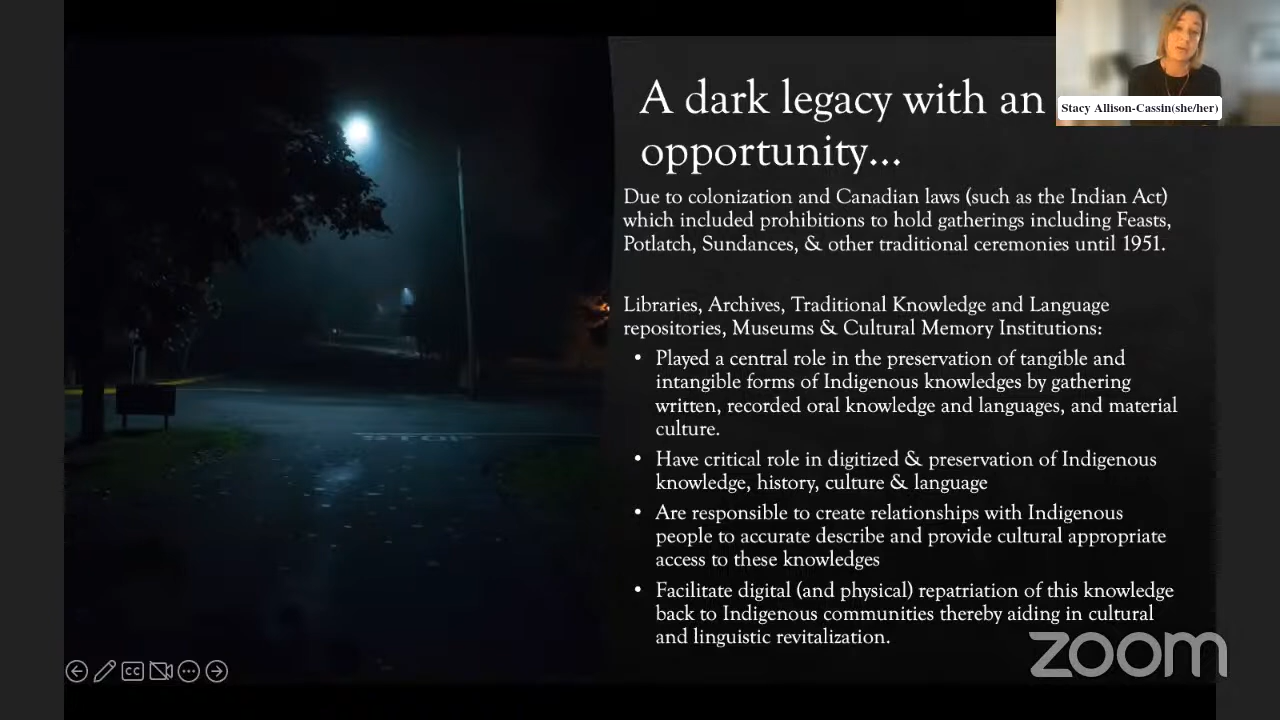 A dark legacy with an
opportunity...
Stacy Allison-Cassin(she/her)
Due to colonization and Canadian laws (such as the Indian Act)
which included prohibitions to hold gatherings including Feasts,
Potlatch, Sundances, & other traditional ceremonies until 1951.
Libraries, Archives, Traditional Knowledge and Language
repositories, Museums & Cultural Memory Institutions:
• Played a central role in the preservation of tangible and
intangible forms of Indigenous knowledges by gathering
written, recorded oral knowledge and languages, and material
culture.
• Have critical role in digitized & preservation of Indigenous
knowledge, history, culture & language
• Are responsible to create relationships with Indigenous
people to accurate describe and provide cultural appropriate
access to these knowledges
• Facilitate digital (and physical) repatriation of this knowledge
back to Indigenous communities thereby aiding in cultural
and linguistic revitalization.
STOP
CC
zoom